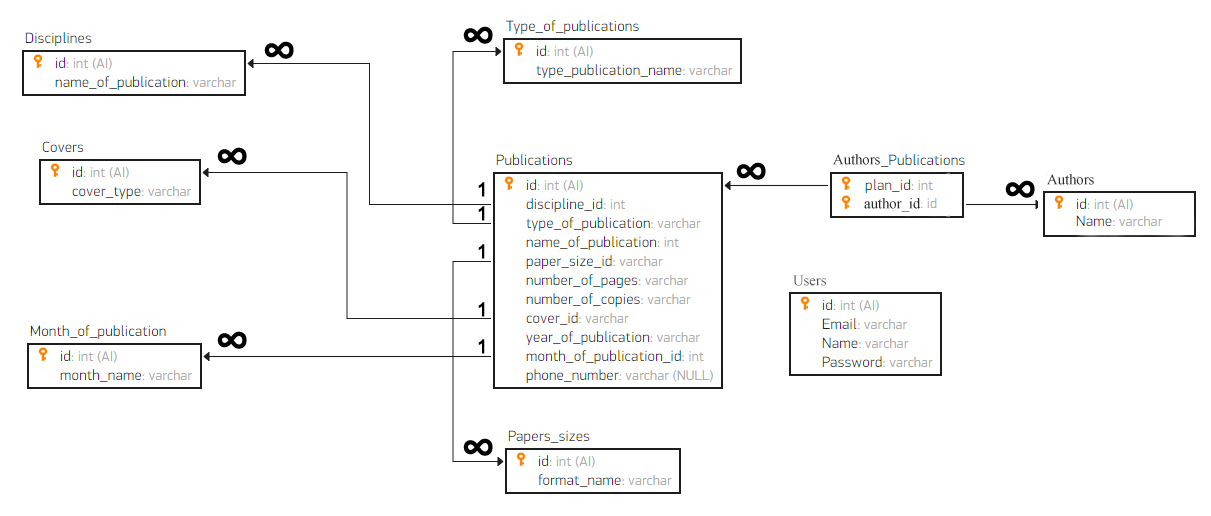 Disciplines
id: int (AI)
name_of_publication: varchar
∞
Type_of_publications
id: int (AI)
type_publication_name: varchar
∞
Covers
id: int (AI)
cover_type: varchar
∞
Publications
id: int (AI)
discipline_id: int
type_of_publication: varchar
name_of_publication: int
paper_size_id: varchar
number_of_pages: varchar
number_of_copies: varchar
cover_id: varchar
year_of_publication: varchar
month_of_publication_id: int
phone_number: varchar (NULL)
1
1
1
1
1
∞
Authors_Publications
plan_id: int
author_id: id
∞
Authors
id: int (AI)
Name: varchar
Users
id: int (AI)
Email: varchar
Name: varchar
Password: varchar
Month_of_publication
id: int (AI)
month_name: varchar
∞
Papers_sizes
id: int (AI)
format_name: varchar
∞